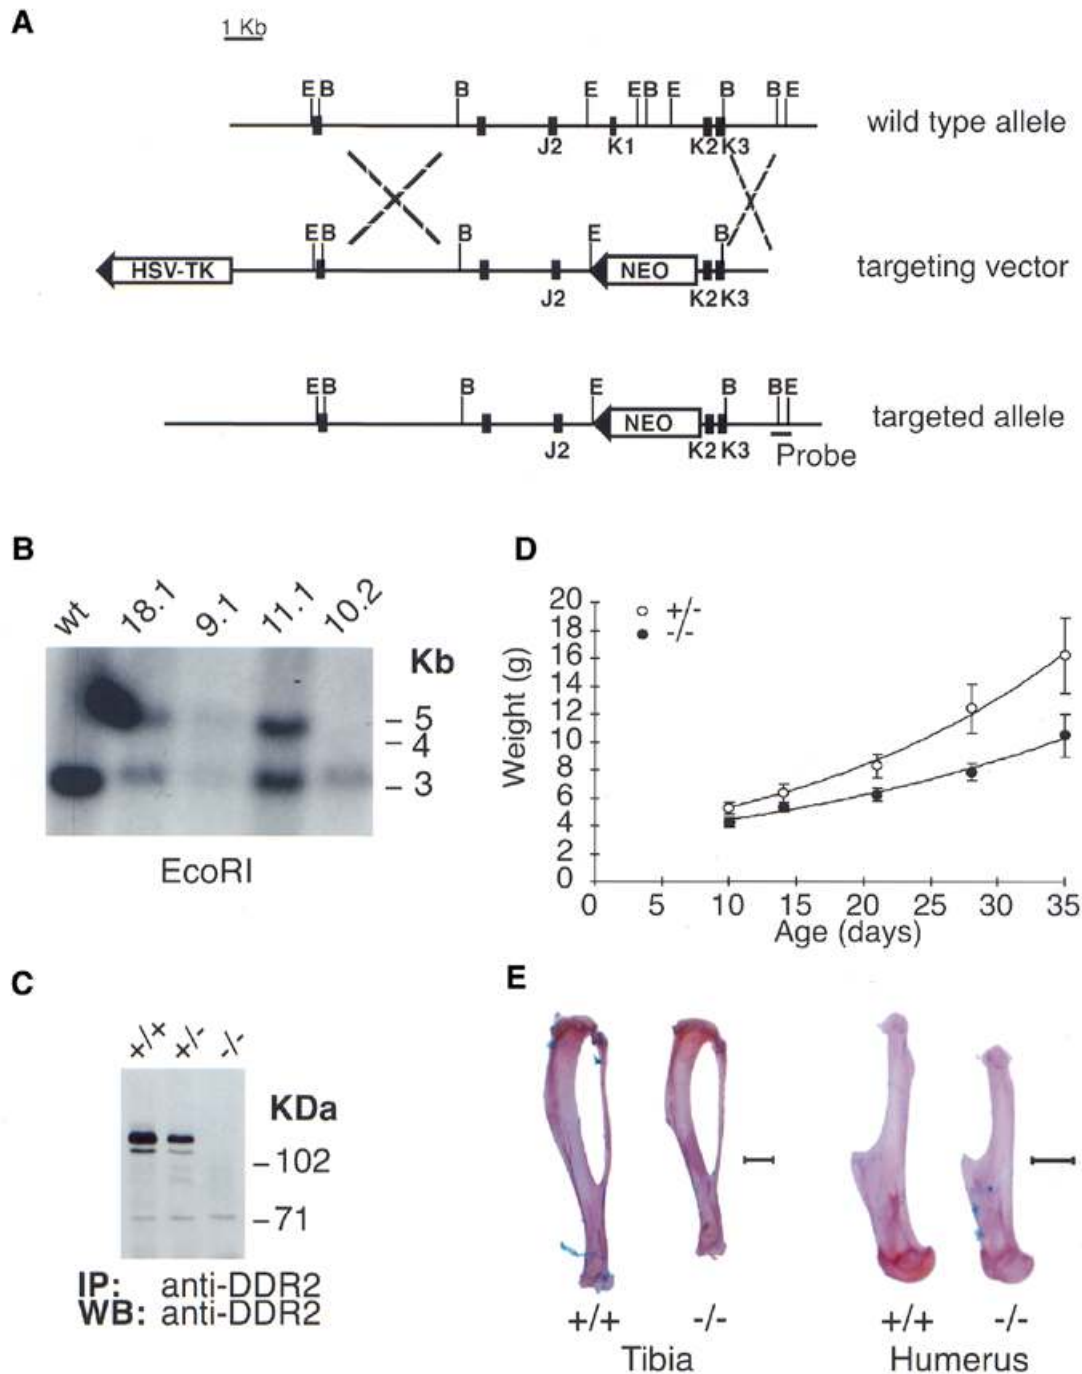 A
1 Kb
E B B E E B E B B E
wild type allele
J2 K1 K2 K3
E B B E B
HSV-TK NEO
targeting vector
J2 K2 K3
E B B E B B E
NEO
targeted allele
J2 K2 K3
Probe
B
wt 18.1 9.1 11.1 10.2
Kb
– 5
– 4
– 3
EcoRI
D
20
18
16
14
12
10
8
6
4
2
0
Weight (g)
+/-
-/-
0 5 10 15 20 25 30 35
Age (days)
C
+/+ +/- -/-
KDa
– 102
– 71
IP: anti-DDR2
WB: anti-DDR2
E
+/+ -/- +/+ -/-
Tibia Humerus